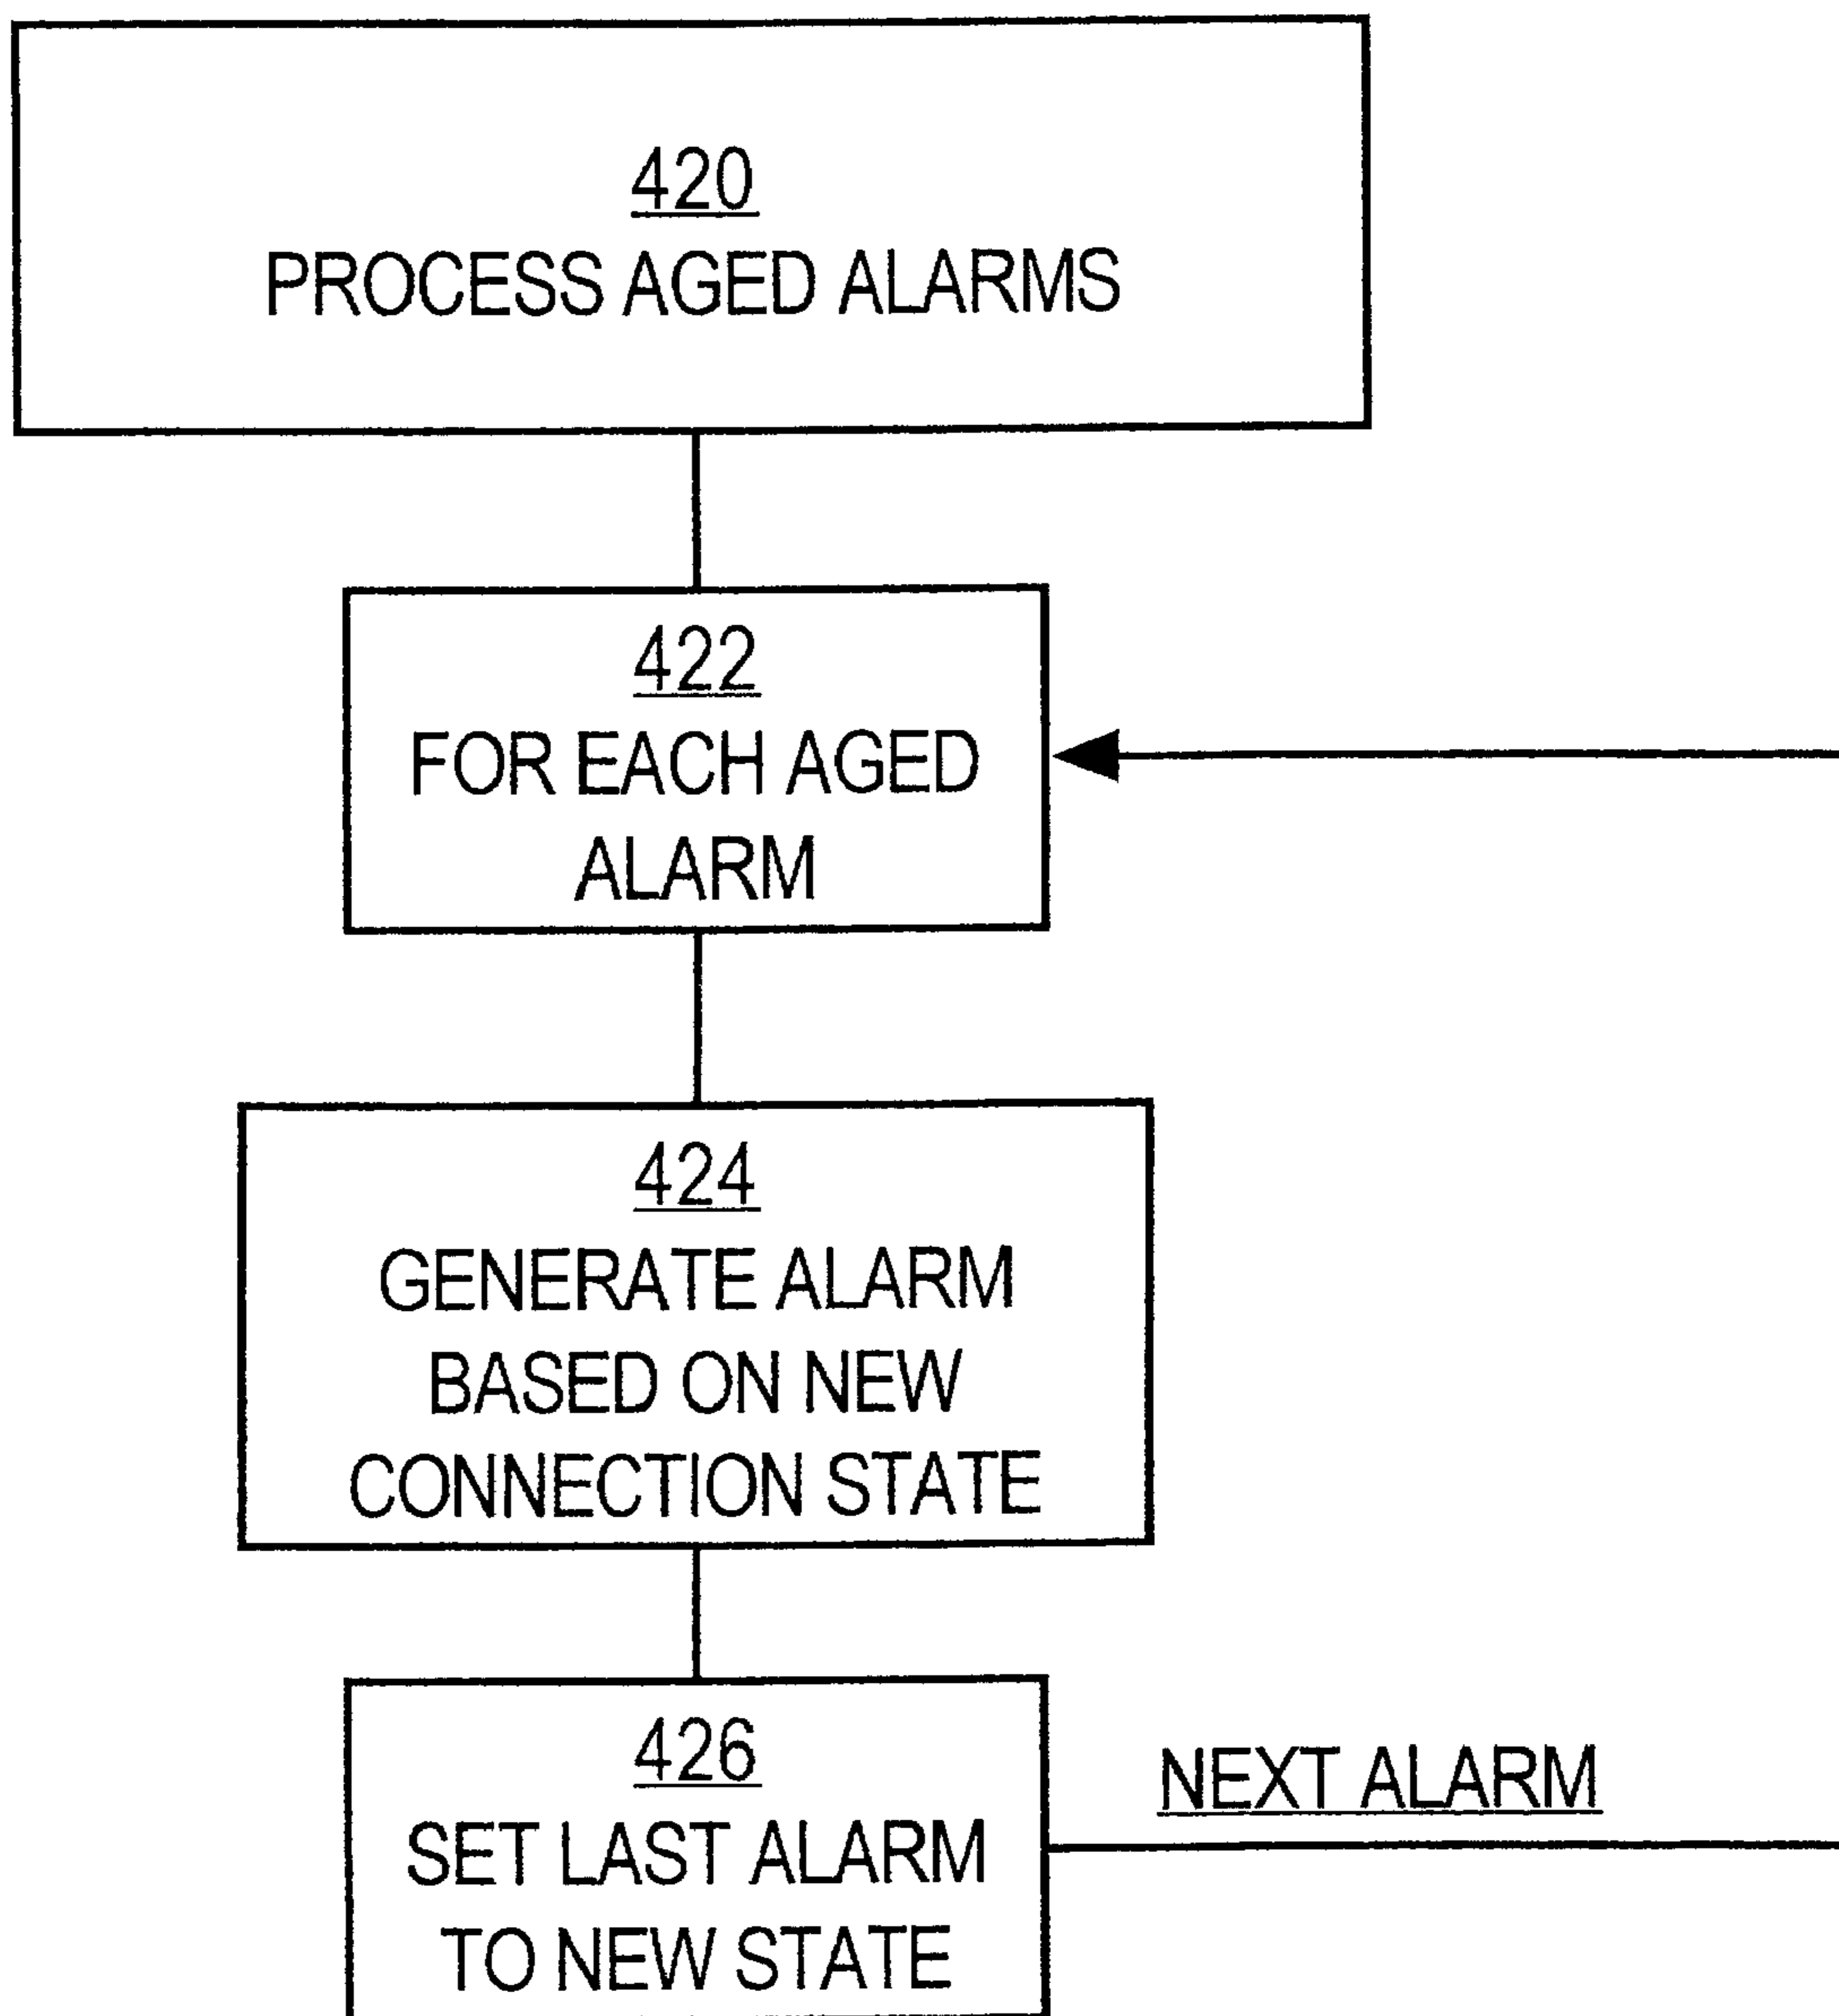 420
PROCESS AGED ALARMS
422
FOR EACH AGED
ALARM
424
GENERATE ALARM
BASED ON NEW
CONNECTION STATE
426
SET LAST ALARM
TO NEW STATE
NEXT ALARM